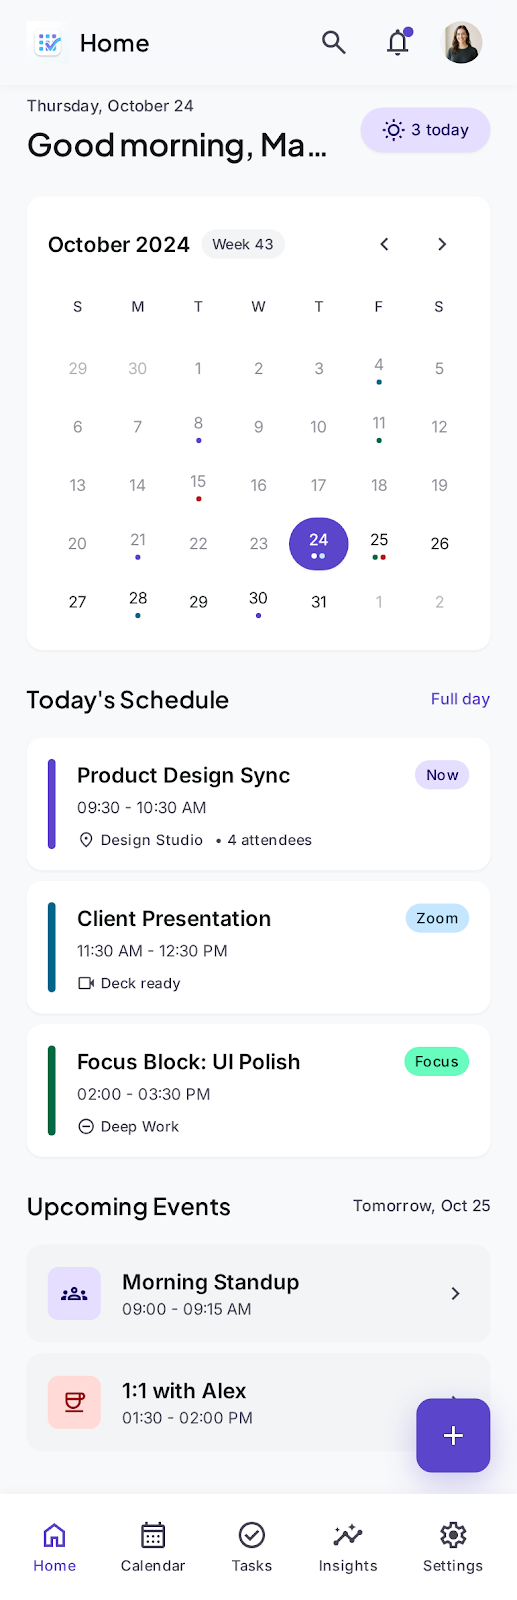 Home
Thursday, October 24
Good morning, Ma...
3 today
October 2024
Week 43
S M T W T F S
29 30 1 2 3 4 5
6 7 8 9 10 11 12
13 14 15 16 17 18 19
20 21 22 23 24 25 26
27 28 29 30 31 1 2
Today's Schedule
Full day
Product Design Sync
Now
09:30 - 10:30 AM
Design Studio • 4 attendees
Client Presentation
Zoom
11:30 AM - 12:30 PM
Deck ready
Focus Block: UI Polish
Focus
02:00 - 03:30 PM
Deep Work
Upcoming Events
Tomorrow, Oct 25
Morning Standup
09:00 - 09:15 AM
1:1 with Alex
01:30 - 02:00 PM
Home
Calendar
Tasks
Insights
Settings